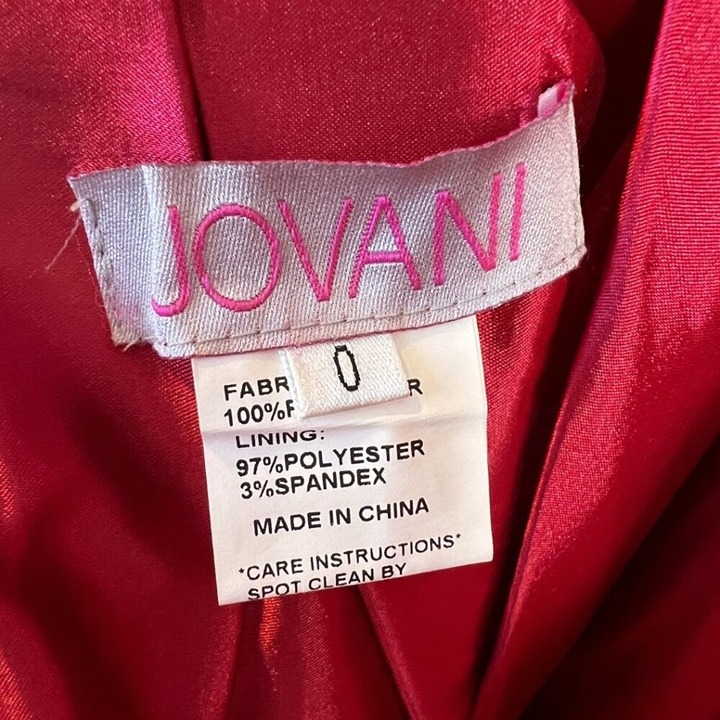 JOVANI
0
FABR R
100%
LINING:
97%POLYESTER
3%SPANDEX
MADE IN CHINA
*CARE INSTRUCTIONS*
SPOT CLEAN BY